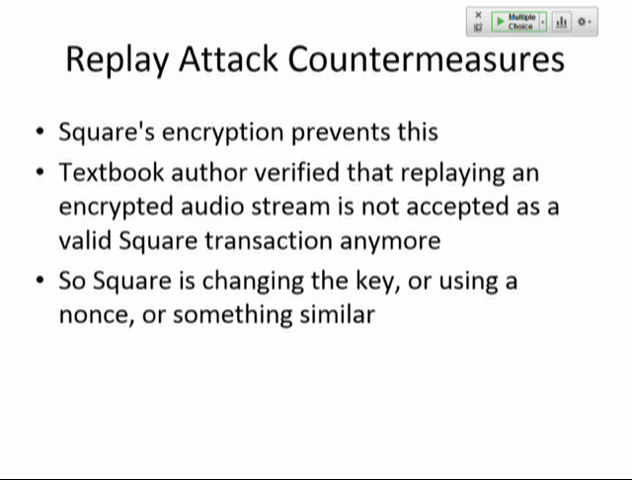 Multiple
Choice
Replay Attack Countermeasures
• Square's encryption prevents this
• Textbook author verified that replaying an
encrypted audio stream is not accepted as a
valid Square transaction anymore
• So Square is changing the key, or using a
nonce, or something similar